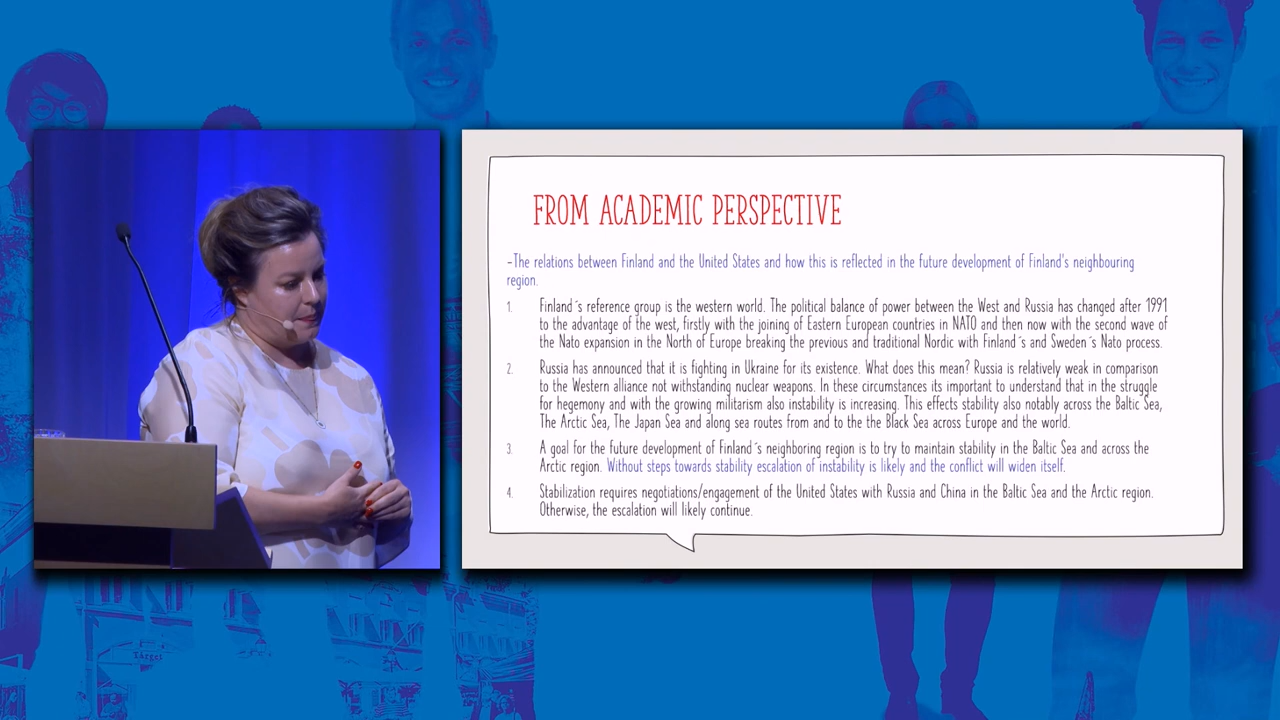 FROM ACADEMIC PERSPECTIVE
-The relations between Finland and the United States and how this is reflected in the future development of Finland's neighbouring
region.
1. Finland´s reference group is the western world. The political balance of power between the West and Russia has changed after 1991
to the advantage of the west, firstly with the joining of Eastern European countries in NATO and then now with the second wave of
the Nato expansion in the North of Europe breaking the previous and traditional Nordic with Finland´s and Sweden´s Nato process.
2. Russia has announced that it is fighting in Ukraine for its existence. What does this mean? Russia is relatively weak in comparison
to the Western alliance not withstanding nuclear weapons. In these circumstances its important to understand that in the struggle
for hegemony and with the growing militarism also instability is increasing. This effects stability also notably across the Baltic Sea,
The Arctic Sea, The Japan Sea and along sea routes from and to the the Black Sea across Europe and the world.
3. A goal for the future development of Finland´s neighboring region is to try to maintain stability in the Baltic Sea and across the
Arctic region. Without steps towards stability escalation of instability is likely and the conflict will widen itself.
4. Stabilization requires negotiations/engagement of the United States with Russia and China in the Baltic Sea and the Arctic region.
Otherwise, the escalation will likely continue.